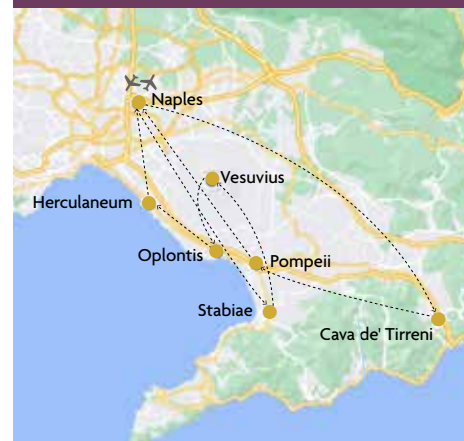 Naples
Vesuvius
Herculaneum
Oplontis
Pompeii
Stabiae
Cava de' Tirreni